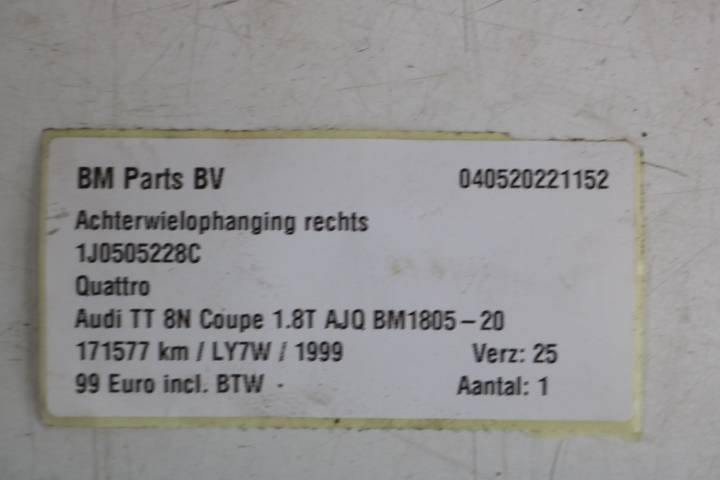 BM Parts BV 040520221152
Achterwielophanging rechts
1J0505228C
Quattro
Audi TT 8N Coupe 1.8T AJQ BM1805-20
171577 km / LY7W / 1999 Verz: 25
99 Euro incl. BTW - Aantal: 1